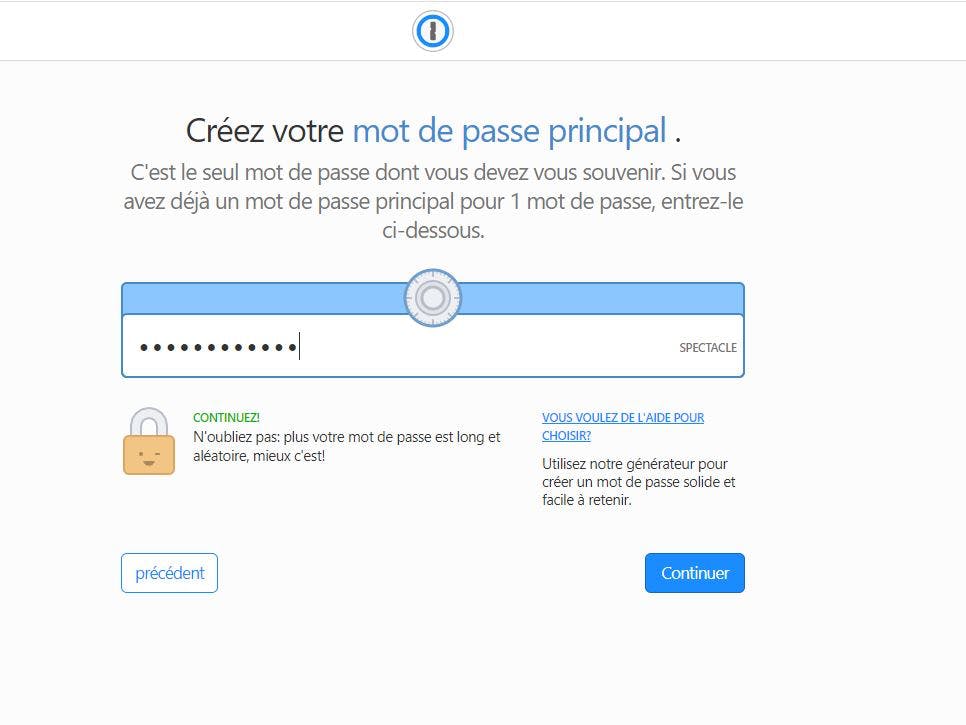 Créez votre mot de passe principal .
C'est le seul mot de passe dont vous devez vous souvenir. Si vous
avez déjà un mot de passe principal pour 1 mot de passe, entrez-le
ci-dessous.
••••••••••••
SPECTACLE
CONTINUEZ!
N'oubliez pas: plus votre mot de passe est long et
aléatoire, mieux c'est!
VOUS VOULEZ DE L'AIDE POUR
CHOISIR?
Utilisez notre générateur pour
créer un mot de passe solide et
facile à retenir.
précédent
Continuer